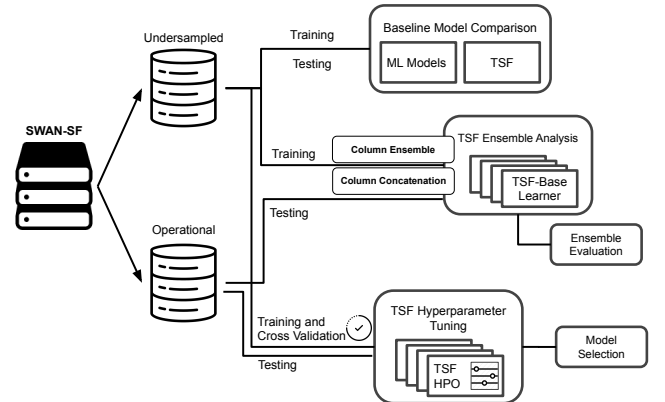 Undersampled
SWAN-SF
Operational
Training
Testing
Baseline Model Comparison
ML Models
TSF
Training
Column Ensemble
Column Concatenation
Testing
TSF Ensemble Analysis
TSF-Base
Learner
Ensemble
Evaluation
Training and
Cross Validation
Testing
TSF Hyperparameter
Tuning
TSF
HPO
Model
Selection